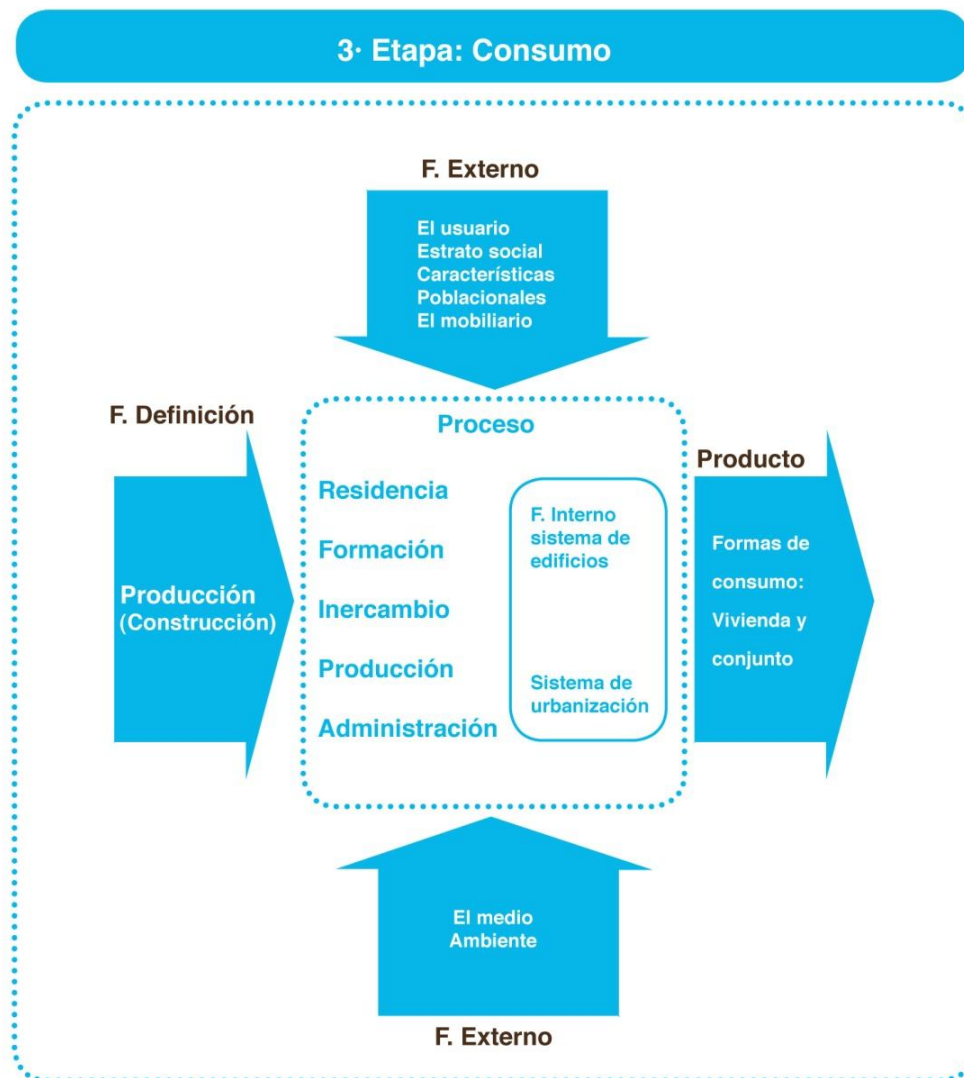 3· Etapa: Consumo
F. Externo
El usuario
Estrato social
Característícas
Poblacionales
El mobiliario
F. Definición
Producción
(Construcción)
Proceso
Residencia
Formación
Inercambio
Producción
Administración
F. Interno
sistema de
edificios
Sistema de
urbanización
Producto
Formas de
consumo:
Vivienda y
conjunto
El medio
Ambiente
F. Externo